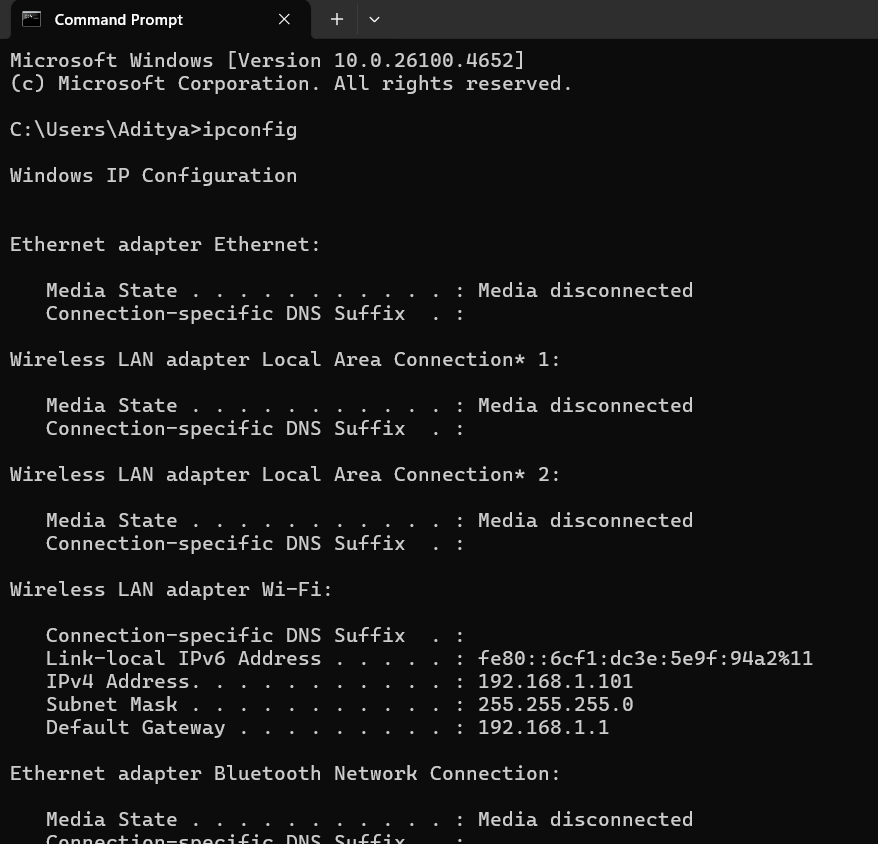 Command Prompt
Microsoft Windows [Version 10.0.26100.4652]
(c) Microsoft Corporation. All rights reserved.
C:\Users\Aditya>ipconfig
Windows IP Configuration
Ethernet adapter Ethernet:
   Media State . . . . . . . . . . . : Media disconnected
   Connection-specific DNS Suffix  . :
Wireless LAN adapter Local Area Connection* 1:
   Media State . . . . . . . . . . . : Media disconnected
   Connection-specific DNS Suffix  . :
Wireless LAN adapter Local Area Connection* 2:
   Media State . . . . . . . . . . . : Media disconnected
   Connection-specific DNS Suffix  . :
Wireless LAN adapter Wi-Fi:
   Connection-specific DNS Suffix  . :
   Link-local IPv6 Address . . . . . : fe80::6cf1:dc3e:5e9f:94a2%11
   IPv4 Address. . . . . . . . . . . : 192.168.1.101
   Subnet Mask . . . . . . . . . . . : 255.255.255.0
   Default Gateway . . . . . . . . . : 192.168.1.1
Ethernet adapter Bluetooth Network Connection:
   Media State . . . . . . . . . . . : Media disconnected
   Connection-specific DNS Suffix  . :